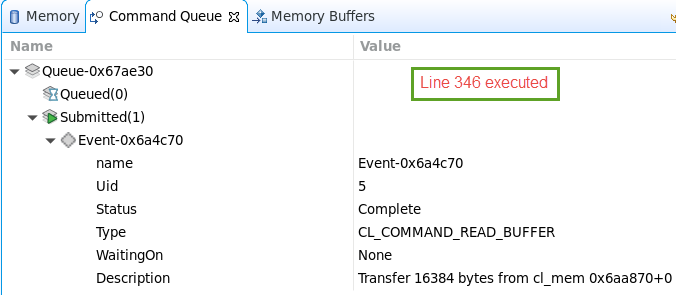 Memory Command Queue Memory Buffers
Name Value
Queue-0x67ae30
Line 346 executed
Queued(0)
Submitted(1)
Event-0x6a4c70
name Event-0x6a4c70
Uid 5
Status Complete
Type CL_COMMAND_READ_BUFFER
WaitingOn None
Description Transfer 16384 bytes from cl_mem 0x6aa870+0